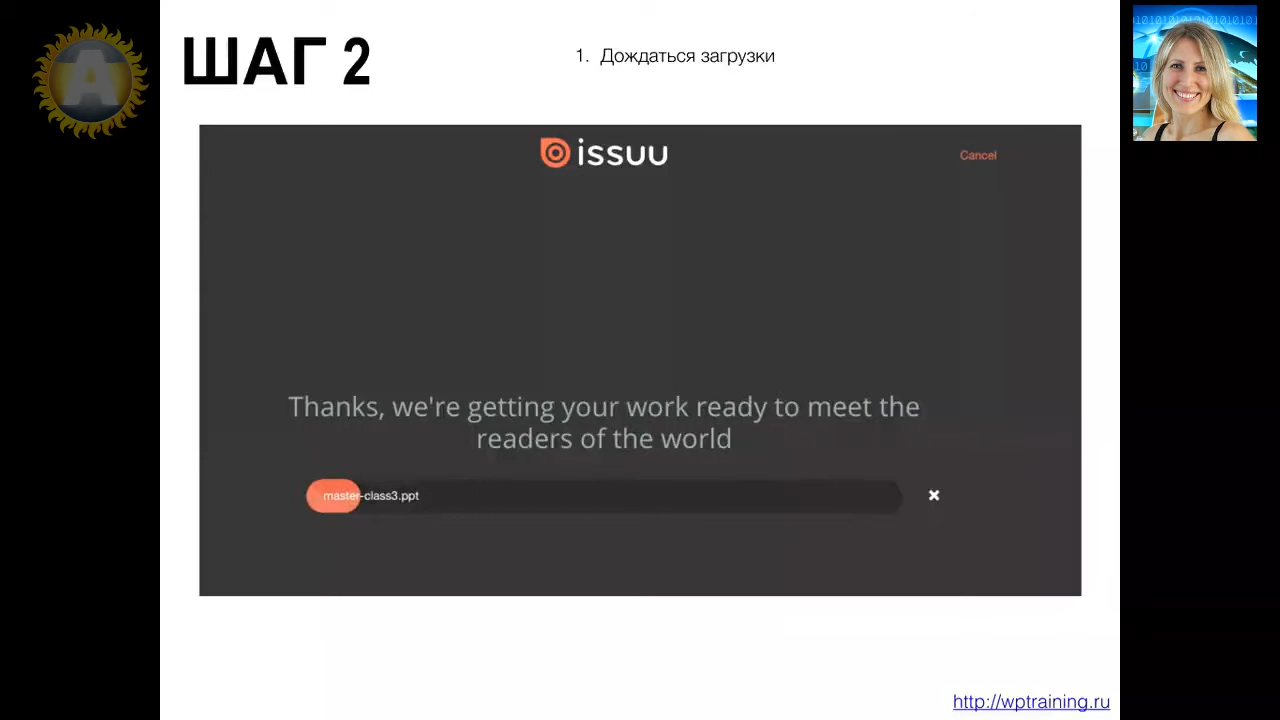 ШАГ 2
1. Дождаться загрузки
issuu
Cancel
Thanks, we're getting your work ready to meet the
readers of the world
master-class3.ppt
http://wptraining.ru
A